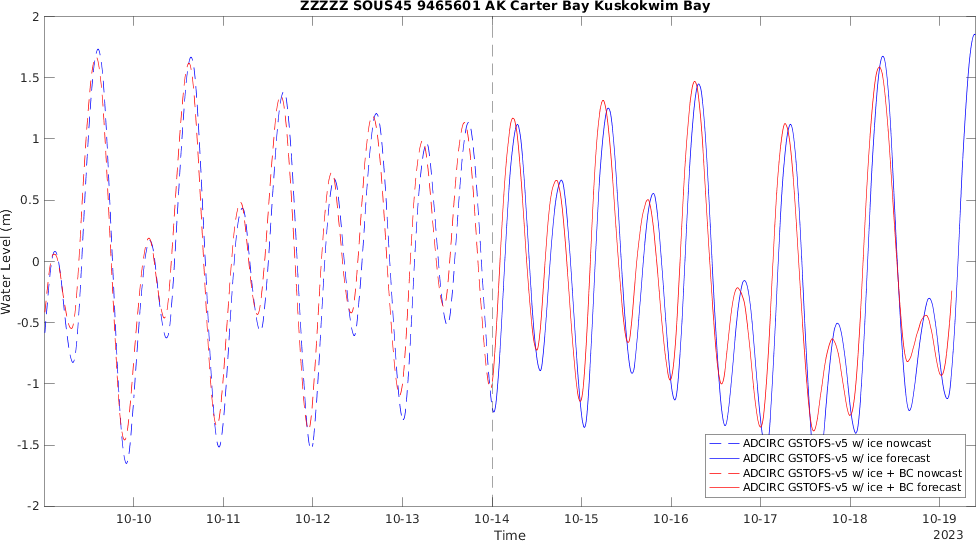 ZZZZZ SOUS45 9465601 AK Carter Bay Kuskokwim Bay
2
1.5
1
0.5
0
-0.5
-1
-1.5
-2
Water Level (m)
10-10 10-11 10-12 10-13 10-14 10-15 10-16 10-17 10-18 10-19
Time
2023
ADCIRC GSTOFS-v5 w/ ice nowcast
ADCIRC GSTOFS-v5 w/ ice forecast
ADCIRC GSTOFS-v5 w/ ice + BC nowcast
ADCIRC GSTOFS-v5 w/ ice + BC forecast